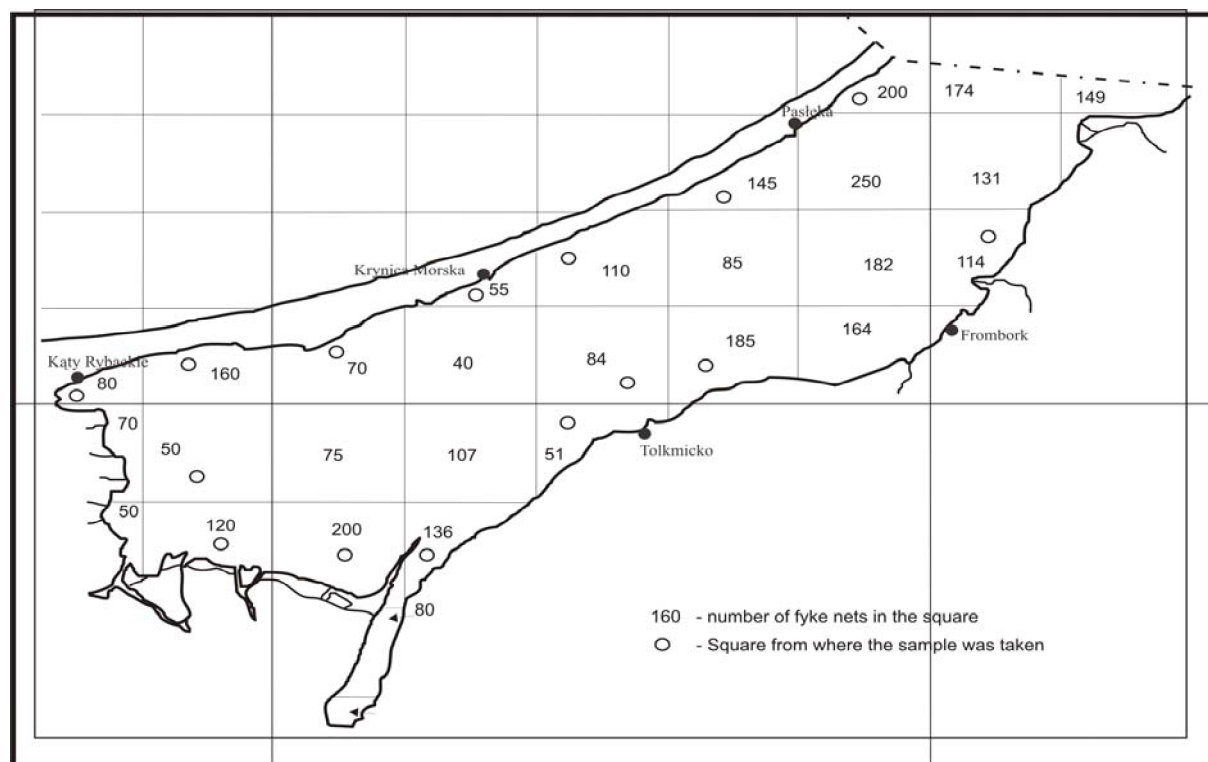 200 174
149
Pasłęka
145 250 131
110 85 182 114
Krynica Morska
55
Frombork
Kąty Rybackie
80 160 70 40 84 185 164
70
50 75 107 51
Tolkmicko
50
120 200 136
80
160 - number of fyke nets in the square
- Square from where the sample was taken